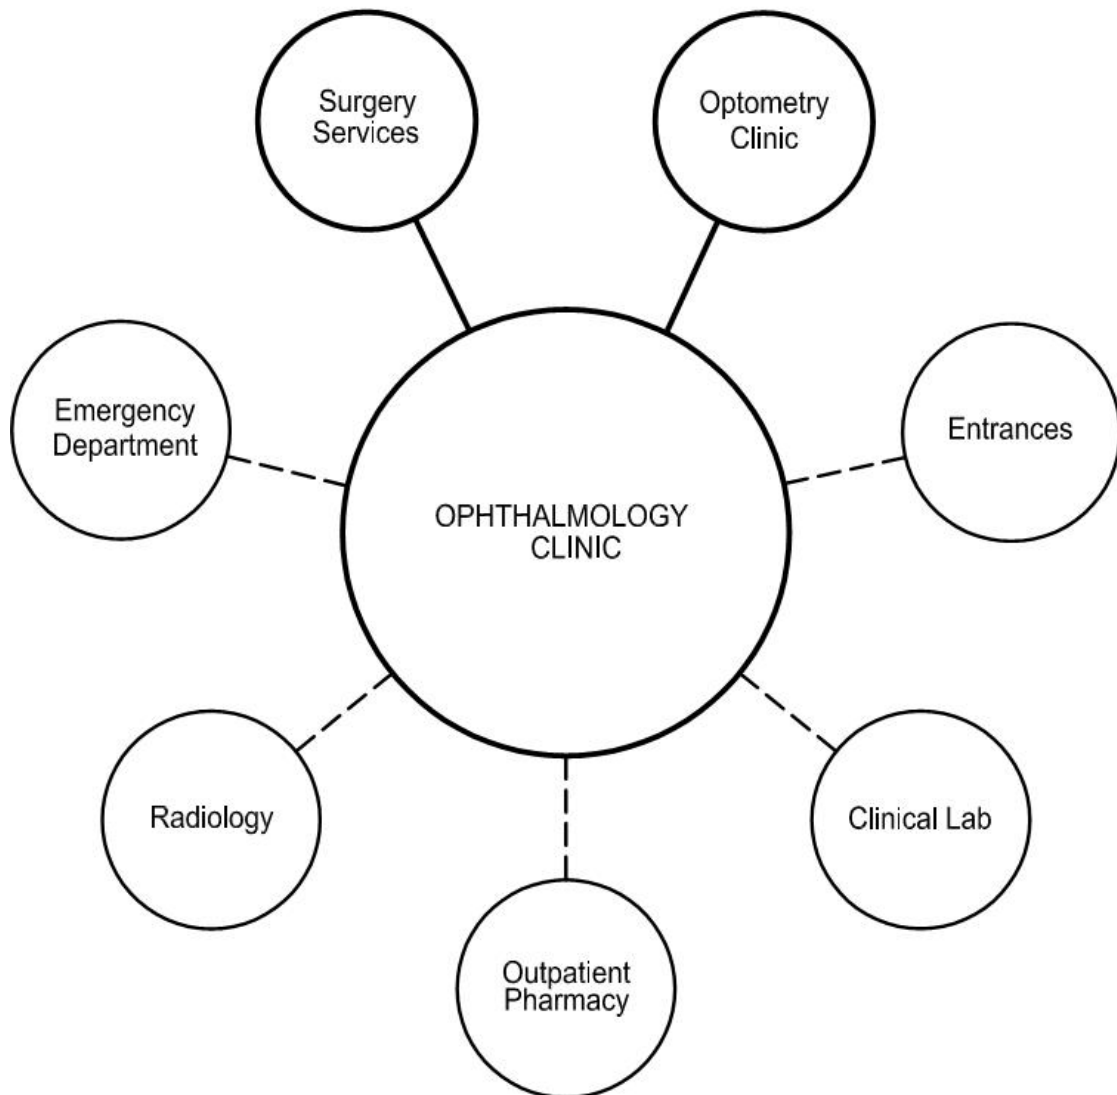 Surgery
Services
Optometry
Clinic
Emergency
Department
Entrances
OPHTHALMOLOGY
CLINIC
Radiology
Clinical Lab
Outpatient
Pharmacy